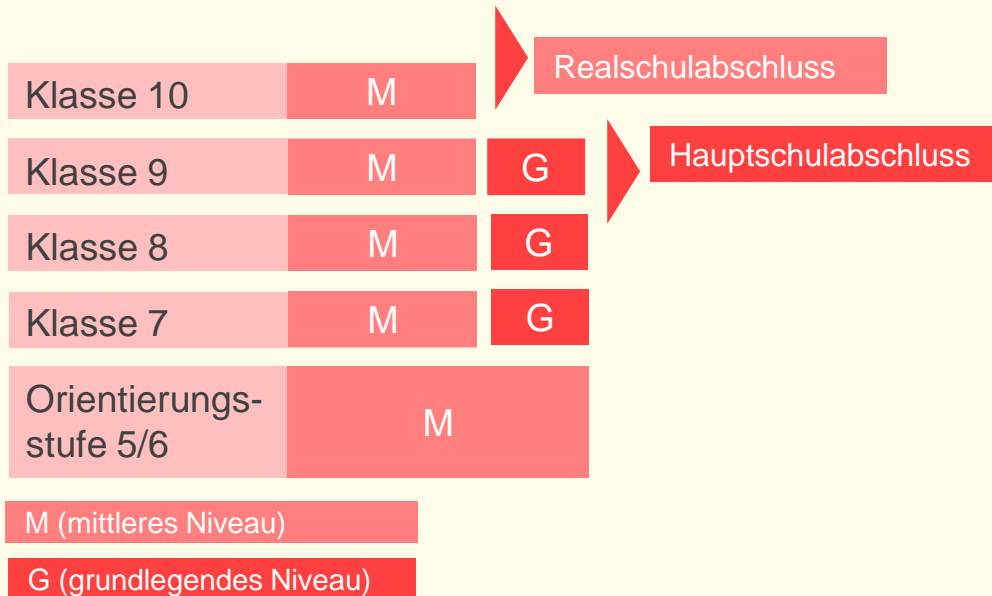 Realschulabschluss
Klasse 10 M
Hauptschulabschluss
Klasse 9 M G
Klasse 8 M G
Klasse 7 M G
Orientierungs-
stufe 5/6
M
M (mittleres Niveau)
G (grundlegendes Niveau)